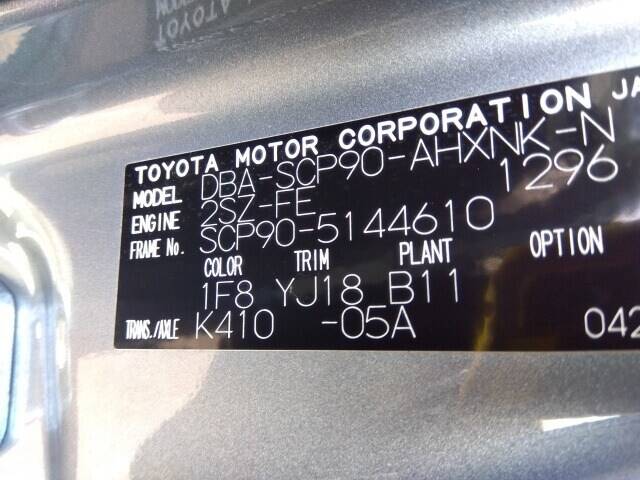 TOYOTA MOTOR CORPORATION JA
MODEL DBA-SCP90-AHXNK-N
ENGINE 2SZ-FE 1296
FRAME No. SCP90-5144610
COLOR TRIM PLANT OPTION
1F8 YJ18 B11
TRANS./AXLE K410 -05A 042